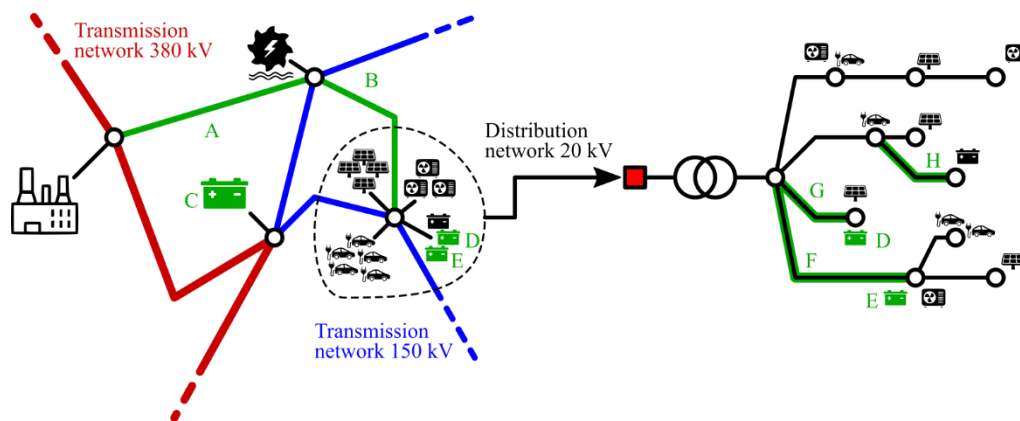 Transmission
network 380 kV
A
B
C
D
E
Transmission
network 150 kV
Distribution
network 20 kV
H
G
D
F
E